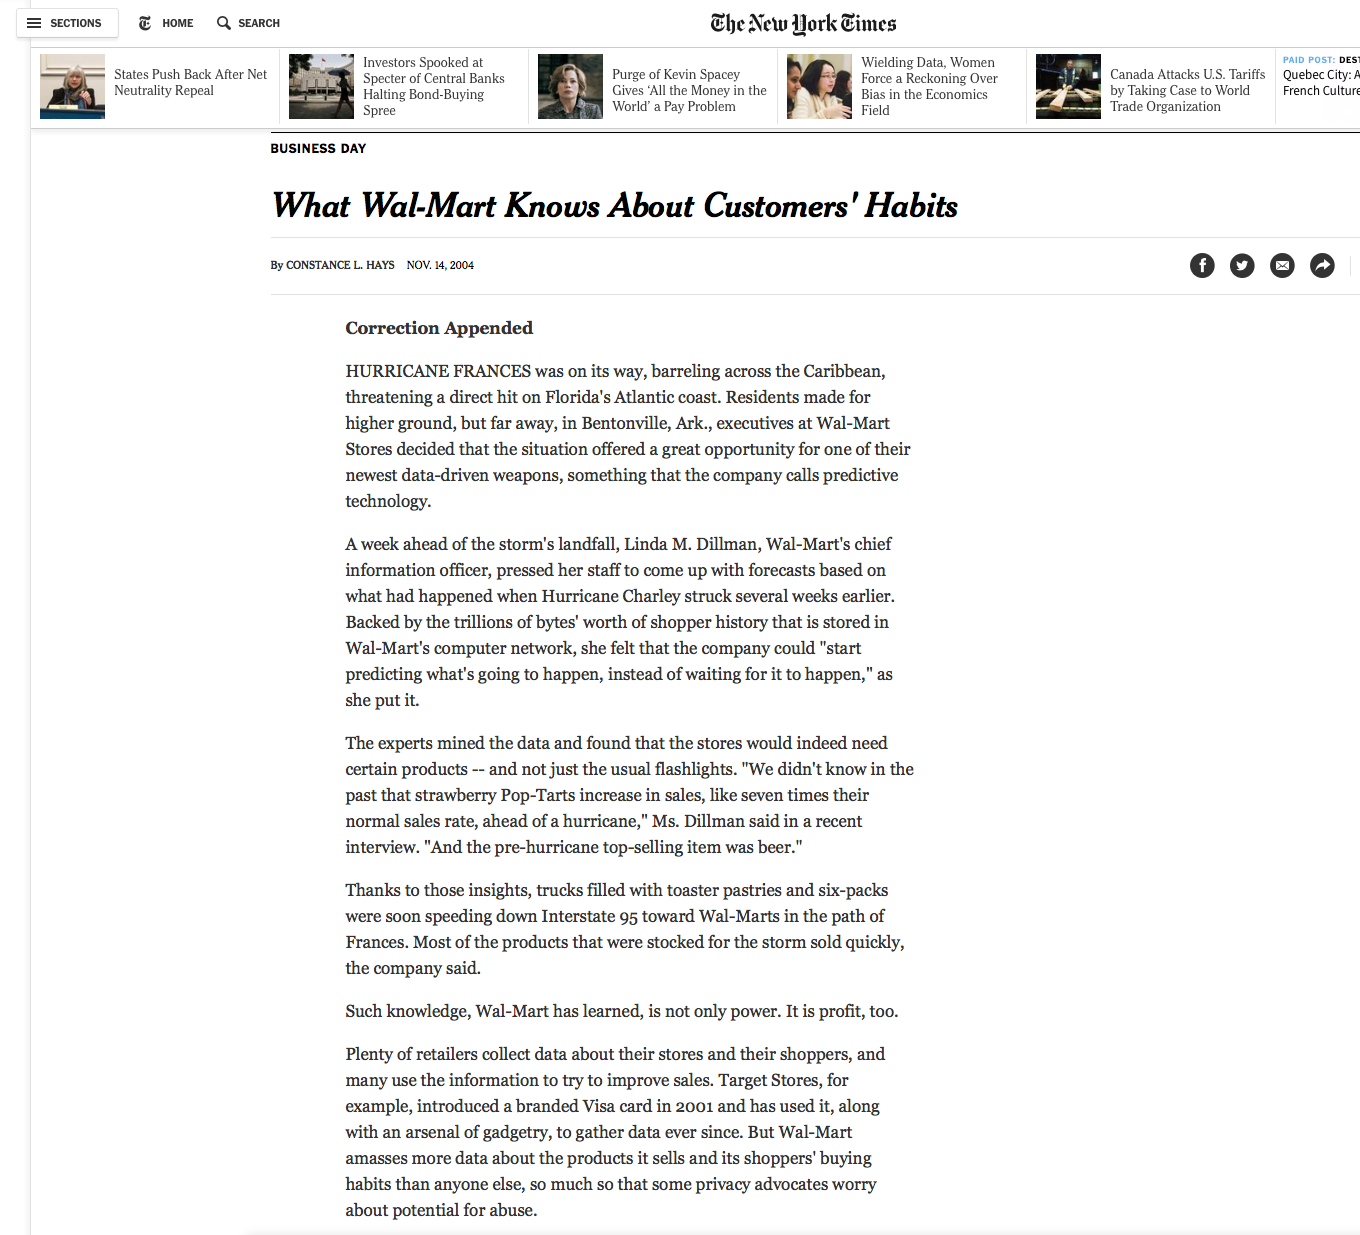 SECTIONS
HOME
SEARCH
The New York Times
States Push Back After Net
Neutrality Repeal
Investors Spooked at
Specter of Central Banks
Halting Bond-Buying
Spree
Purge of Kevin Spacey
Gives ‘All the Money in the
World’ a Pay Problem
Wielding Data, Women
Force a Reckoning Over
Bias in the Economics
Field
Canada Attacks U.S. Tariffs
by Taking Case to World
Trade Organization
PAID POST: DEST
Quebec City: A
French Culture
BUSINESS DAY
What Wal-Mart Knows About Customers' Habits
By CONSTANCE L. HAYS NOV. 14, 2004
Correction Appended
HURRICANE FRANCES was on its way, barreling across the Caribbean,
threatening a direct hit on Florida's Atlantic coast. Residents made for
higher ground, but far away, in Bentonville, Ark., executives at Wal-Mart
Stores decided that the situation offered a great opportunity for one of their
newest data-driven weapons, something that the company calls predictive
technology.
A week ahead of the storm's landfall, Linda M. Dillman, Wal-Mart's chief
information officer, pressed her staff to come up with forecasts based on
what had happened when Hurricane Charley struck several weeks earlier.
Backed by the trillions of bytes' worth of shopper history that is stored in
Wal-Mart's computer network, she felt that the company could "start
predicting what's going to happen, instead of waiting for it to happen," as
she put it.
The experts mined the data and found that the stores would indeed need
certain products -- and not just the usual flashlights. "We didn't know in the
past that strawberry Pop-Tarts increase in sales, like seven times their
normal sales rate, ahead of a hurricane," Ms. Dillman said in a recent
interview. "And the pre-hurricane top-selling item was beer."
Thanks to those insights, trucks filled with toaster pastries and six-packs
were soon speeding down Interstate 95 toward Wal-Marts in the path of
Frances. Most of the products that were stocked for the storm sold quickly,
the company said.
Such knowledge, Wal-Mart has learned, is not only power. It is profit, too.
Plenty of retailers collect data about their stores and their shoppers, and
many use the information to try to improve sales. Target Stores, for
example, introduced a branded Visa card in 2001 and has used it, along
with an arsenal of gadgetry, to gather data ever since. But Wal-Mart
amasses more data about the products it sells and its shoppers' buying
habits than anyone else, so much so that some privacy advocates worry
about potential for abuse.